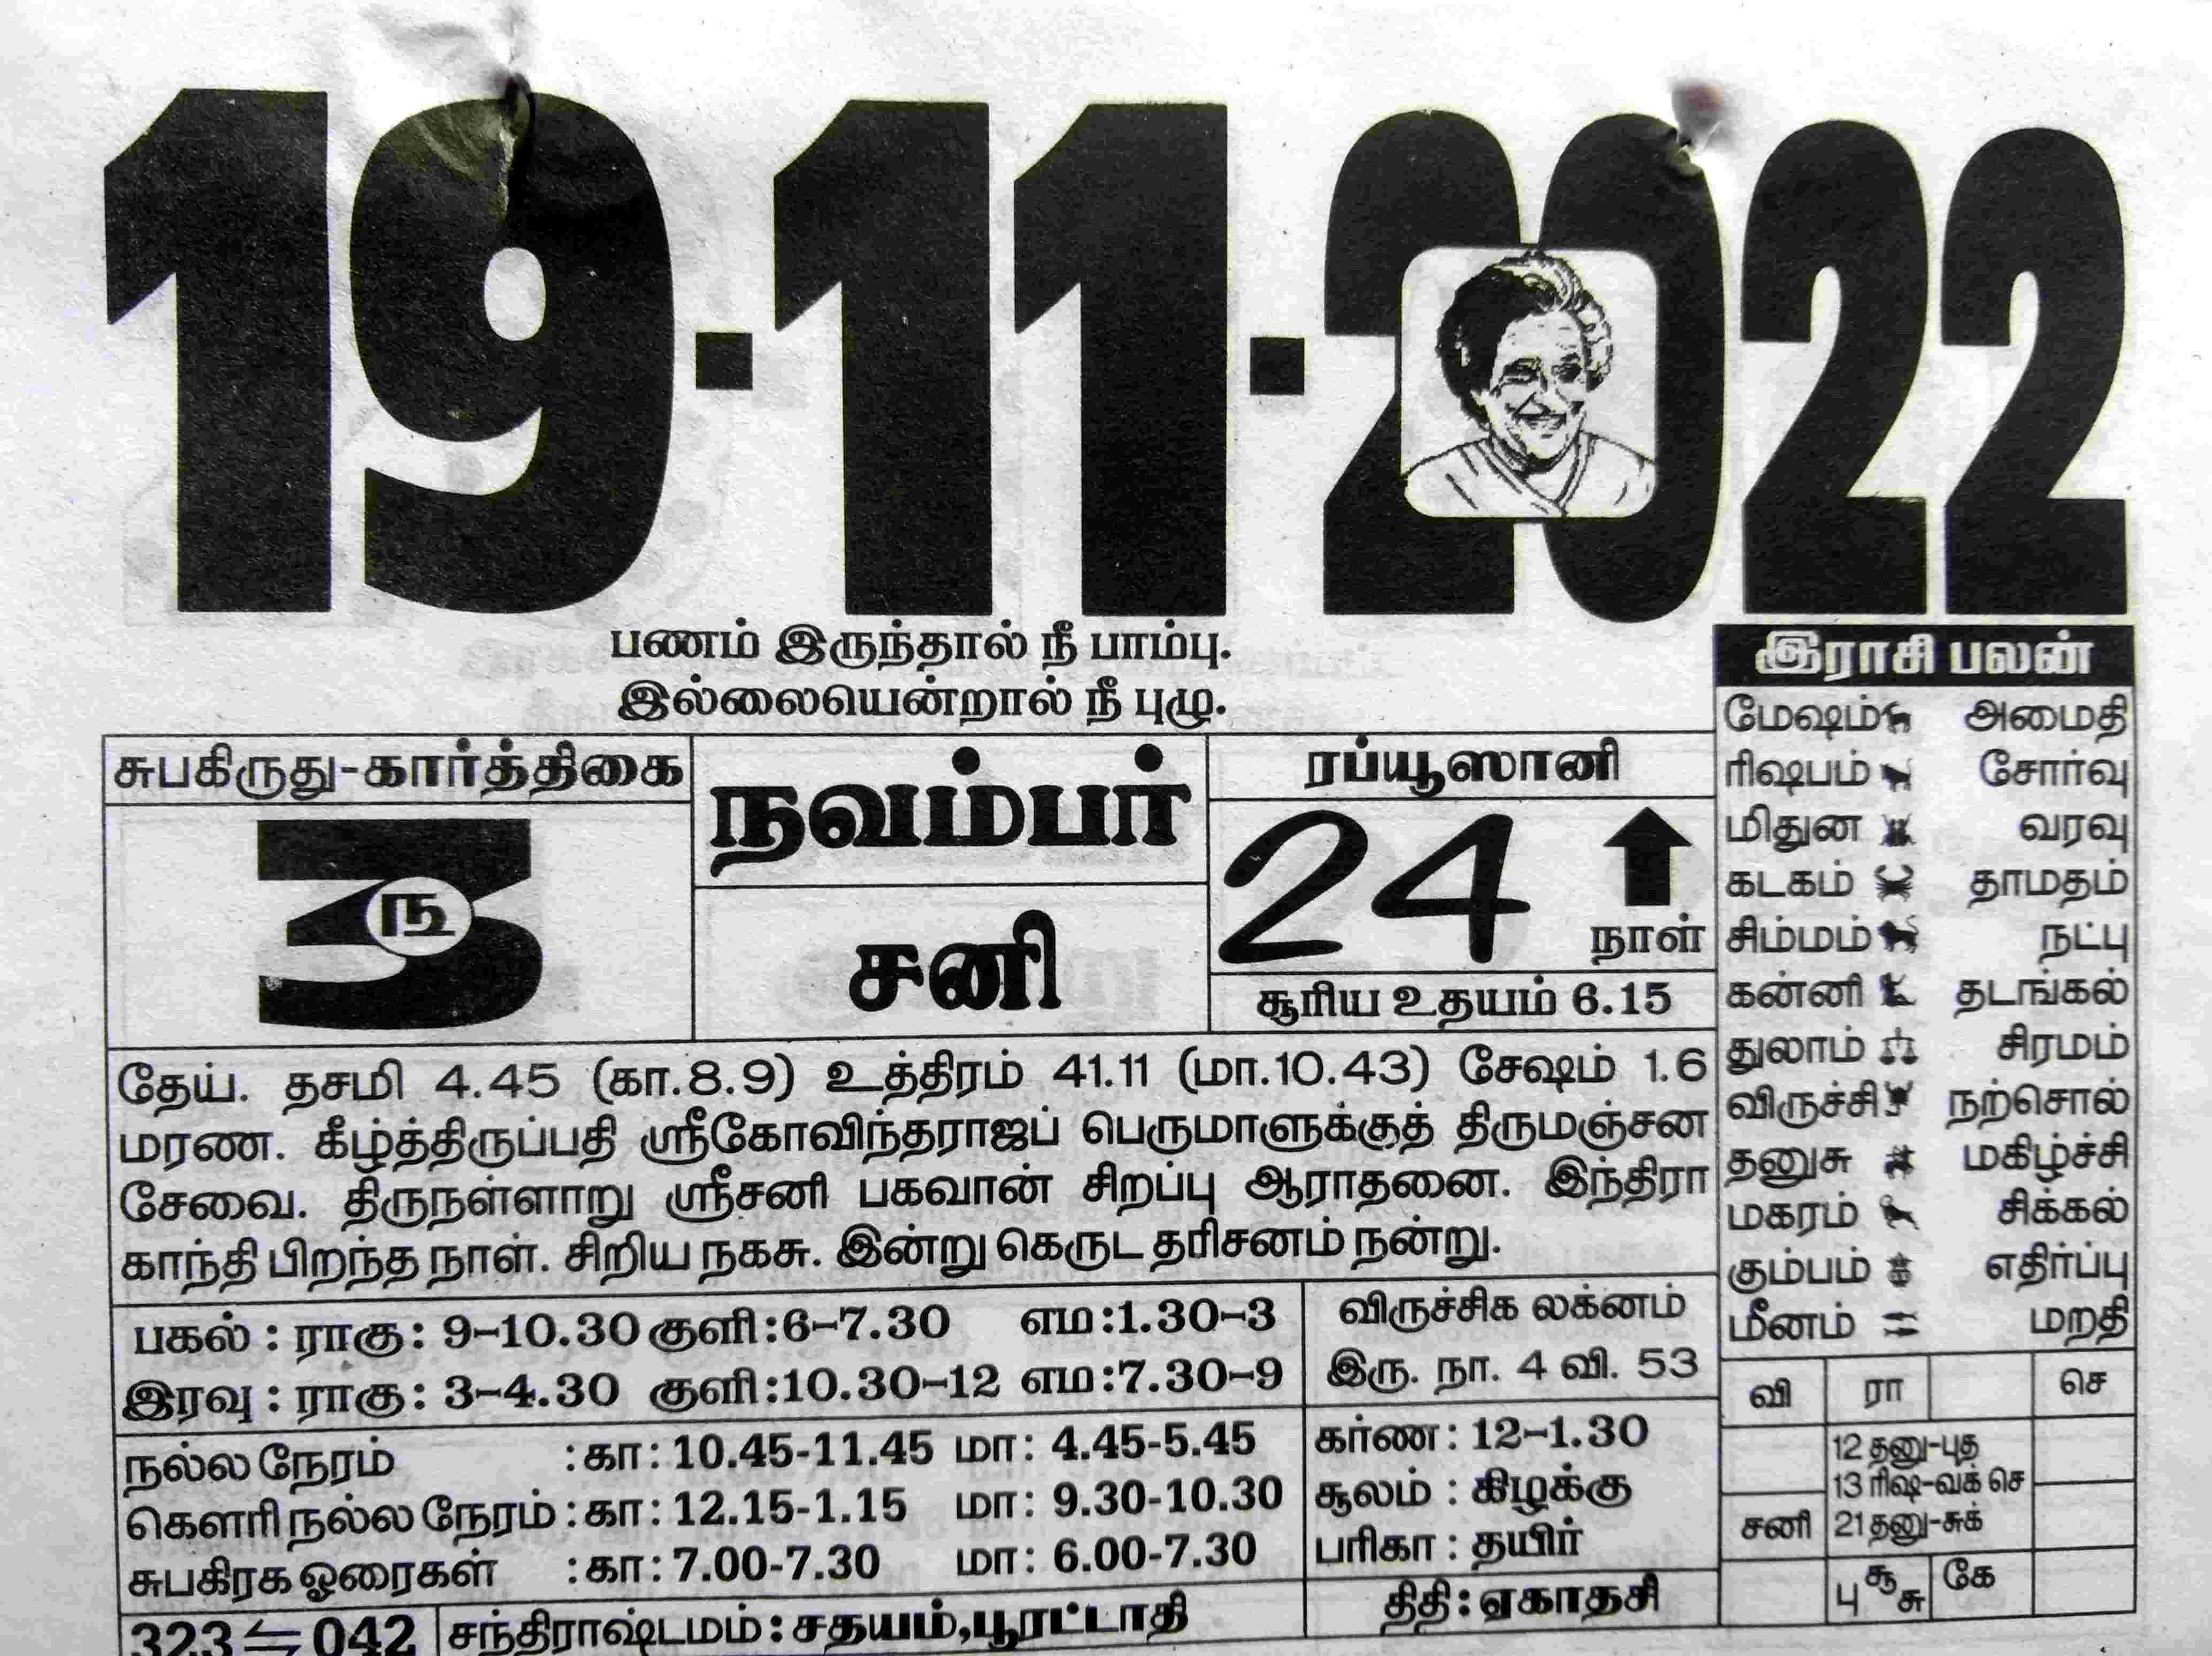 19·11·2022
பணம் இருந்தால் நீ பாம்பு.
இல்லையென்றால் நீ புழு.
சுபகிருது-கார்த்திகை
3
ந
நவம்பர்
சனி
ரப்யூஸானி
24
நாள்
சூரிய உதயம் 6.15
தேய். தசமி 4.45 (கா.8.9) உத்திரம் 41.11 (மா.10.43) சேஷம் 1.6
மரண. கீழ்த்திருப்பதி ஸ்ரீகோவிந்தராஜப் பெருமாளுக்குத் திருமஞ்சன
சேவை. திருநள்ளாறு ஸ்ரீசனி பகவான் சிறப்பு ஆராதனை. இந்திரா
காந்தி பிறந்த நாள். சிறிய நகசு. இன்று கெருட தரிசனம் நன்று.
பகல் : ராகு: 9-10.30 குளி:6-7.30 எம:1.30-3
இரவு : ராகு: 3-4.30 குளி:10.30-12 எம:7.30-9
விருச்சிக லக்னம்
இரு. நா. 4 வி. 53
நல்ல நேரம் :கா: 10.45-11.45 மா: 4.45-5.45
கௌரி நல்ல நேரம் :கா: 12.15-1.15 மா: 9.30-10.30
சுபகிரக ஓரைகள் :கா: 7.00-7.30 மா: 6.00-7.30
கர்ண: 12-1.30
சூலம் : கிழக்கு
பரிகா : தயிர்
323⇆042
சந்திராஷ்டமம்: சதயம்,பூரட்டாதி
திதி: ஏகாதசி
இராசி பலன்
மேஷம் அமைதி
ரிஷபம் சோர்வு
மிதுன வரவு
கடகம் தாமதம்
சிம்மம் நட்பு
கன்னி தடங்கல்
துலாம் சிரமம்
விருச்சி நற்சொல்
தனுசு மகிழ்ச்சி
மகரம் சிக்கல்
கும்பம் எதிர்ப்பு
மீனம் மறதி
வி ரா செ
12 தனு-புத
13 ரிஷ-வக் செ
சனி 21 தனு-சுக்
பு சூ சு கே